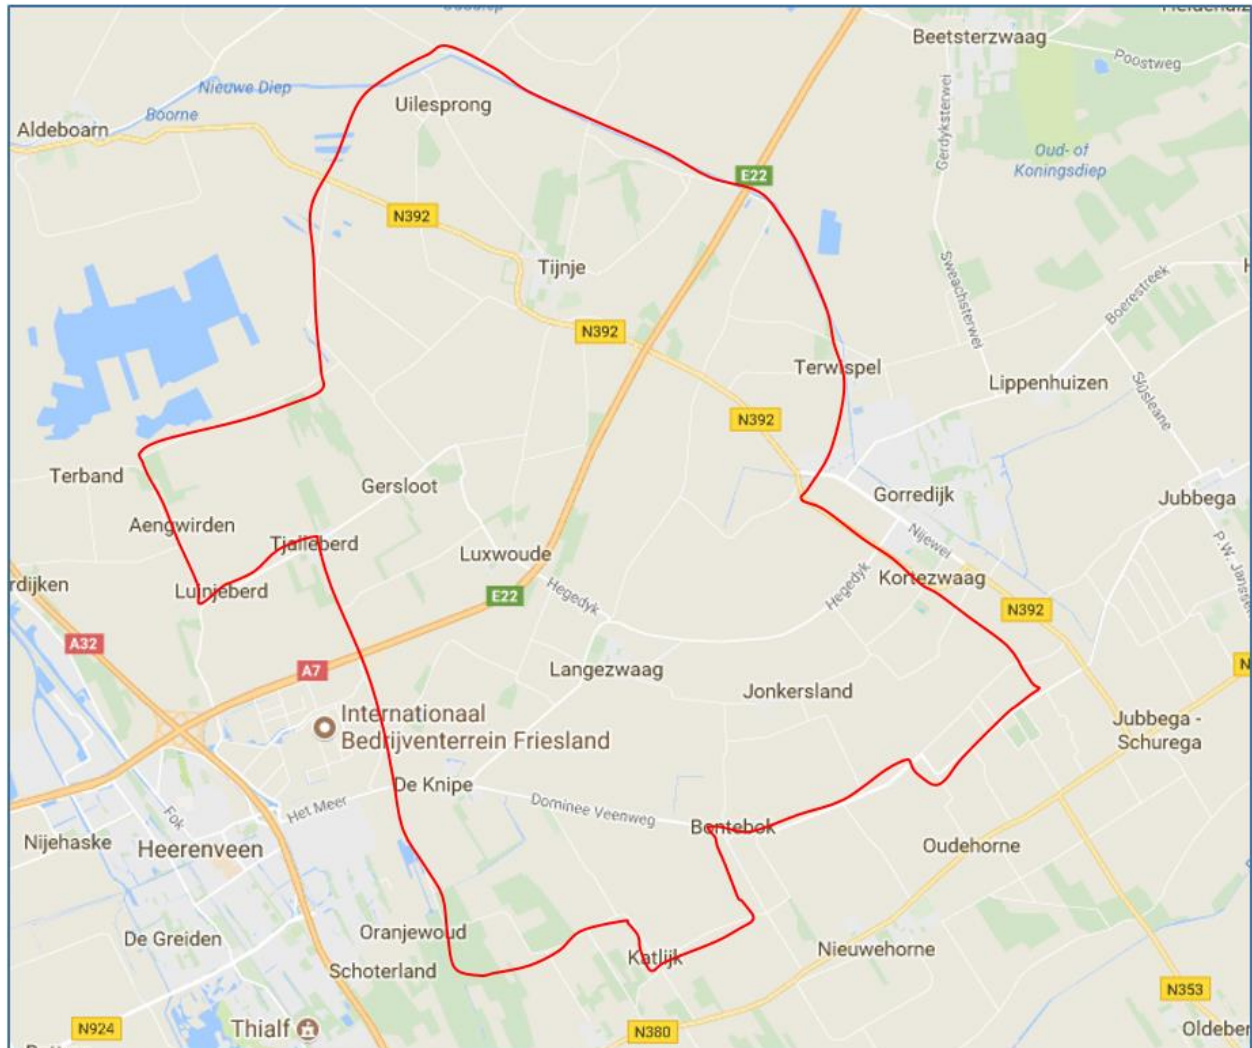 Beetsterzwaag
Poostweg
Nieuwe Diep
Uilesprong
Boorne
Aldeboarn
Gerdyksterwei
Oud- of
Koningsdiep
E22
N392
Tijnje
Sweachsterwei
Boerestreek
N392
Terwispel
Lippenhuizen
Slûsleane
N392
Terband
Gersloot
Gorredijk
Jubbega
Aengwirden
Tjalleberd
Luxwoude
Nijewei
P.W. Janssen
rdijken
Luinjeberd
E22
Hegedyk
Hegedyk
Kortezwaag
N392
A32
A7
Langezwaag
Jonkersland
N
Internationaal
Bedrijventerrein Friesland
Jubbega -
Schurega
De Knipe
Het Meer
Dominee Veenweg
Fok
Bontebok
Nijehaske
Heerenveen
Oudehorne
De Greiden
Oranjewoud
Schoterland
Katlijk
Nieuwehorne
N353
N924
Thialf
N380
Oldeber